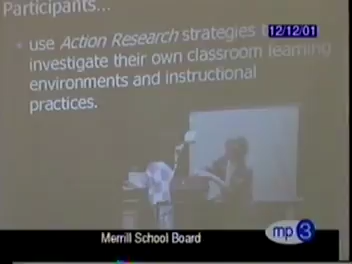 Participants...
• use Action Research strategies t
12/12/01
investigate their own classroom learning
environments and instructional
practices.
Merrill School Board
mp3